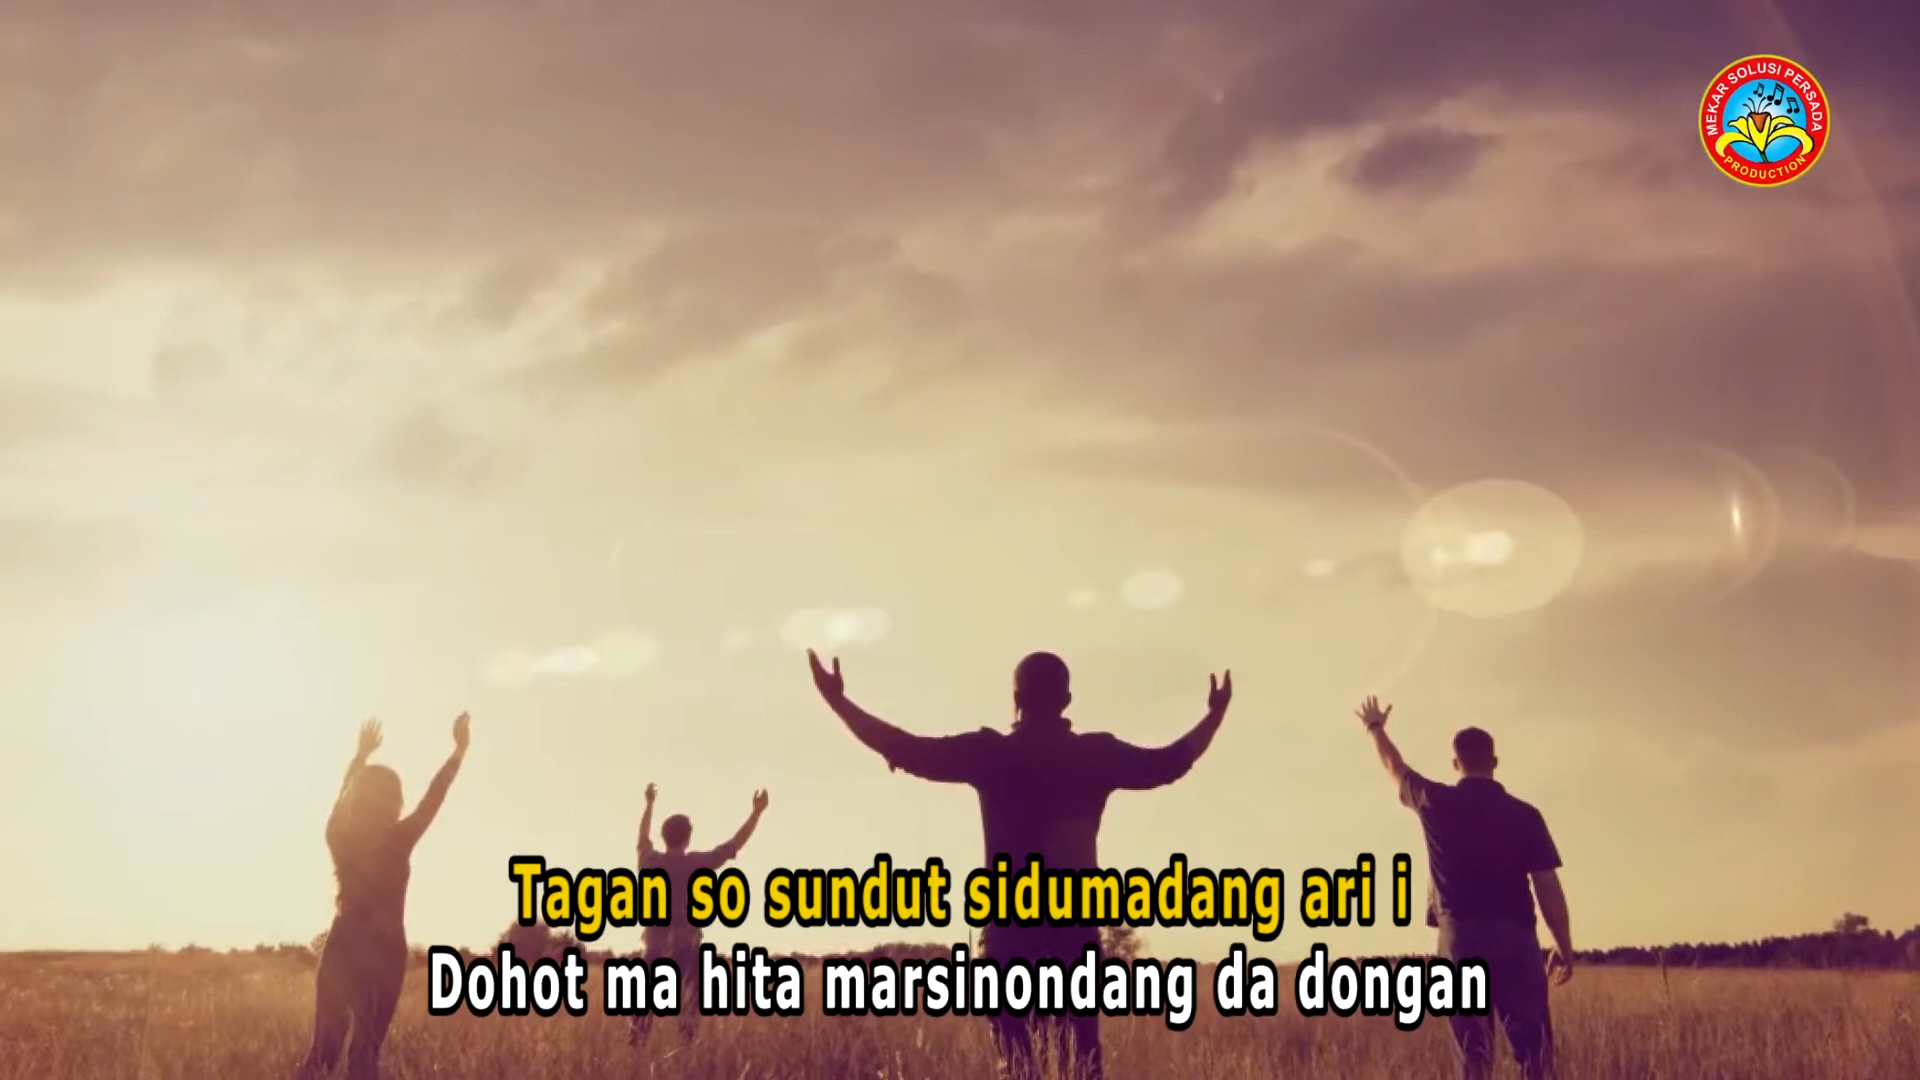 MEKAR SOLUSI PERSADA
PRODUCTION
Tagan so sundut sidumadang ari i
Dohot ma hita marsinondang da dongan